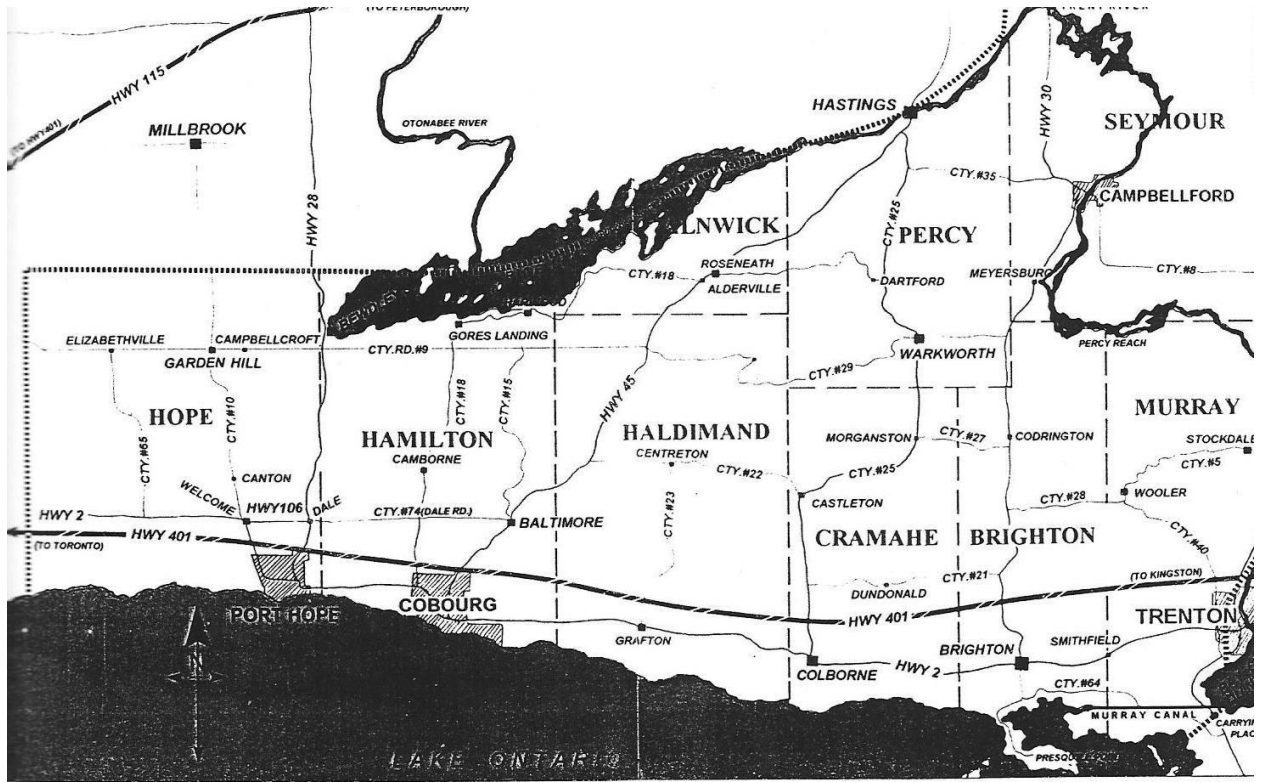 (TO PETERBOROUGH)
TRENT RIVER
HWY 115
(TO HWY401)
MILLBROOK
OTONABEE RIVER
HWY 28
HASTINGS
HWY 30
SEYMOUR
CTY.#35
CAMPBELLFORD
CTY.#25
PERCY
ALNWICK
CTY.#18
ROSENEATH
ALDERVILLE
DARTFORD
MEYERSBURG
CTY.#8
BEWDLEY
HARWOOD
GORES LANDING
ELIZABETHVILLE
CAMPBELLCROFT
GARDEN HILL
CTY.RD.#9
WARKWORTH
PERCY REACH
CTY.#29
HWY 45
CTY.#10
CTY.#18
CTY.#15
HOPE
HAMILTON
HALDIMAND
MURRAY
CTY.#65
CAMBORNE
CENTRETON
CTY.#22
MORGANSTON
CTY.#27
CODRINGTON
STOCKDALE
CTY.#5
CANTON
CTY.#25
CASTLETON
CTY.#28
WOOLER
WELCOME
HWY 2
HWY106
DALE
CTY.#74(DALE RD.)
BALTIMORE
CTY.#23
HWY 401
(TO TORONTO)
CRAMAHE
BRIGHTON
CTY.#40
CTY.#21
(TO KINGSTON)
DUNDONALD
PORT HOPE
COBOURG
HWY 401
TRENTON
GRAFTON
BRIGHTON
SMITHFIELD
COLBORNE
HWY 2
CTY.#64
MURRAY CANAL
N
LAKE ONTARIO